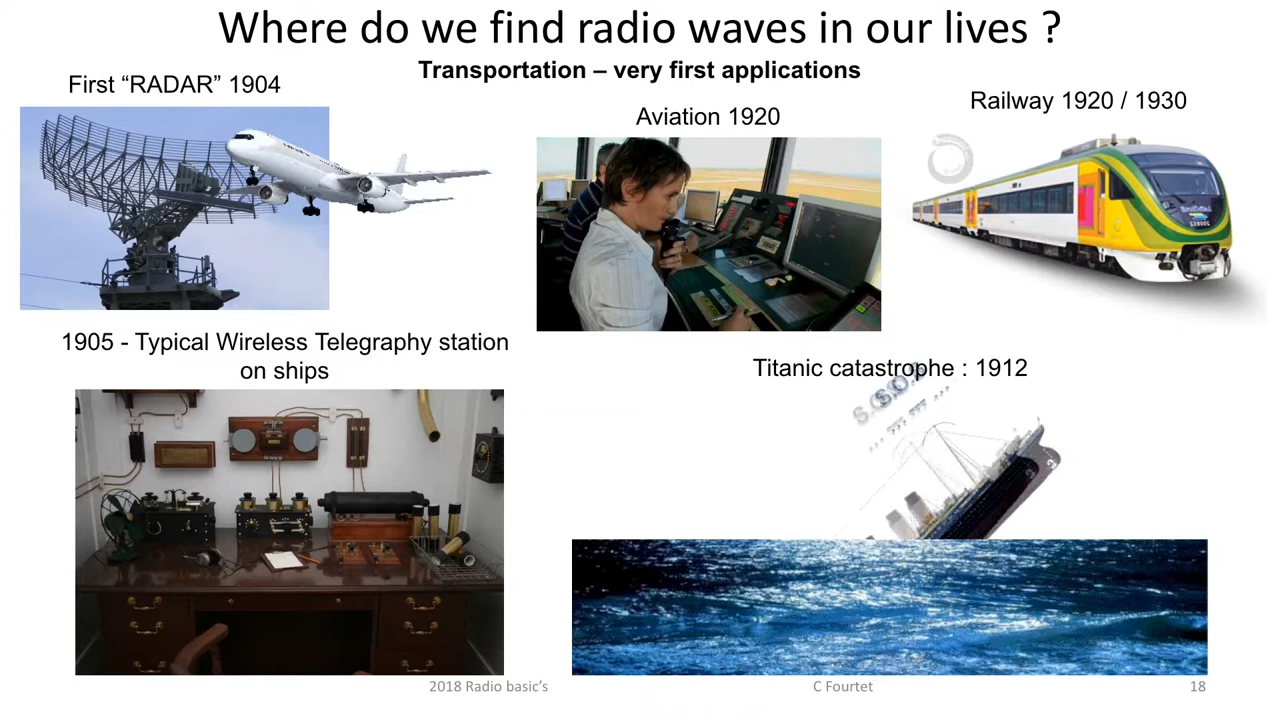 Where do we find radio waves in our lives ?
Transportation – very first applications
First “RADAR” 1904
Aviation 1920
Railway 1920 / 1930
1905 - Typical Wireless Telegraphy station
on ships
Titanic catastrophe : 1912
S.O.S.
2018 Radio basic's
C Fourtet
18